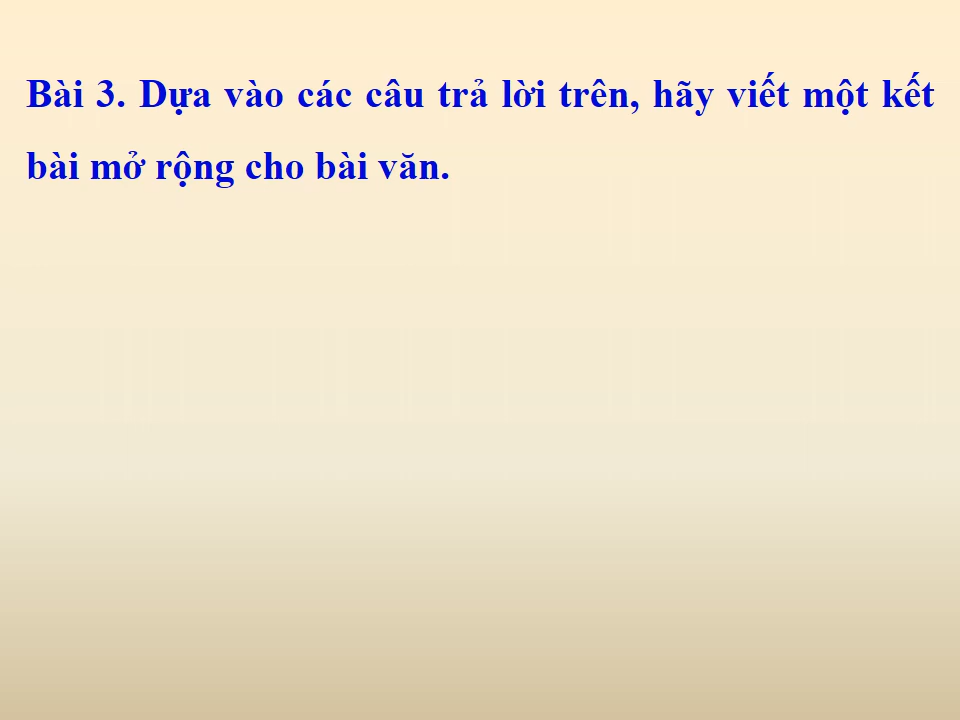 Bài 3. Dựa vào các câu trả lời trên, hãy viết một kết
bài mở rộng cho bài văn.